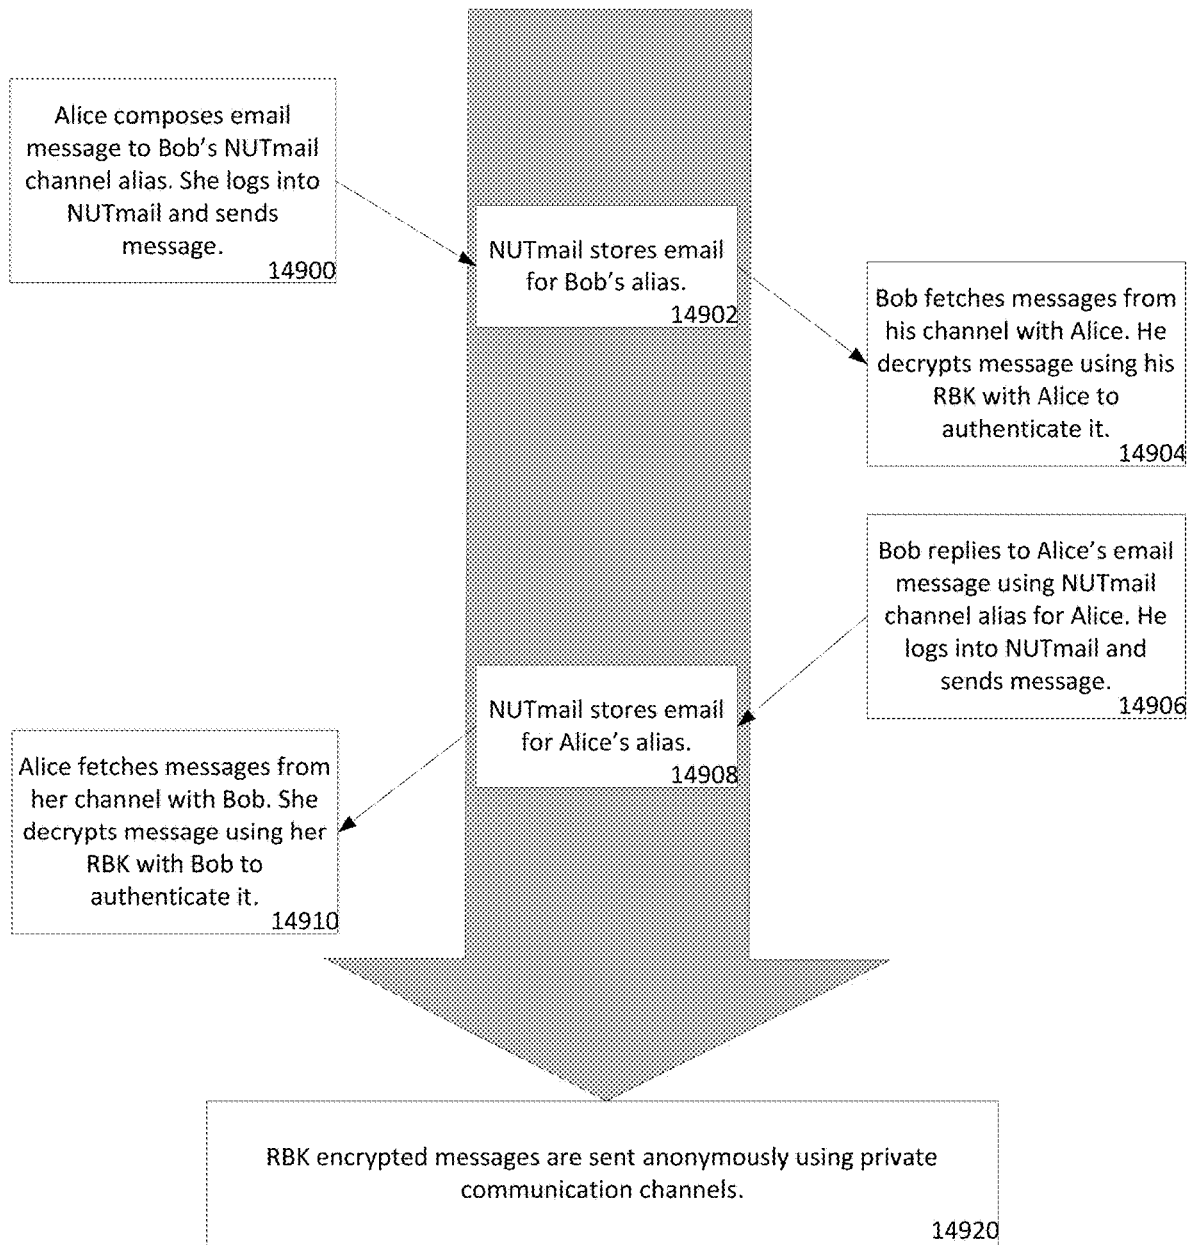 Alice composes email
message to Bob's NUTmail
channel alias. She logs into
NUTmail and sends
message.
14900
NUTmail stores email
for Bob's alias.
14902
Bob fetches messages from
his channel with Alice. He
decrypts message using his
RBK with Alice to
authenticate it.
14904
Bob replies to Alice's email
message using NUTmail
channel alias for Alice. He
logs into NUTmail and
sends message.
14906
NUTmail stores email
for Alice's alias.
14908
Alice fetches messages from
her channel with Bob. She
decrypts message using her
RBK with Bob to
authenticate it.
14910
RBK encrypted messages are sent anonymously using private
communication channels.
14920